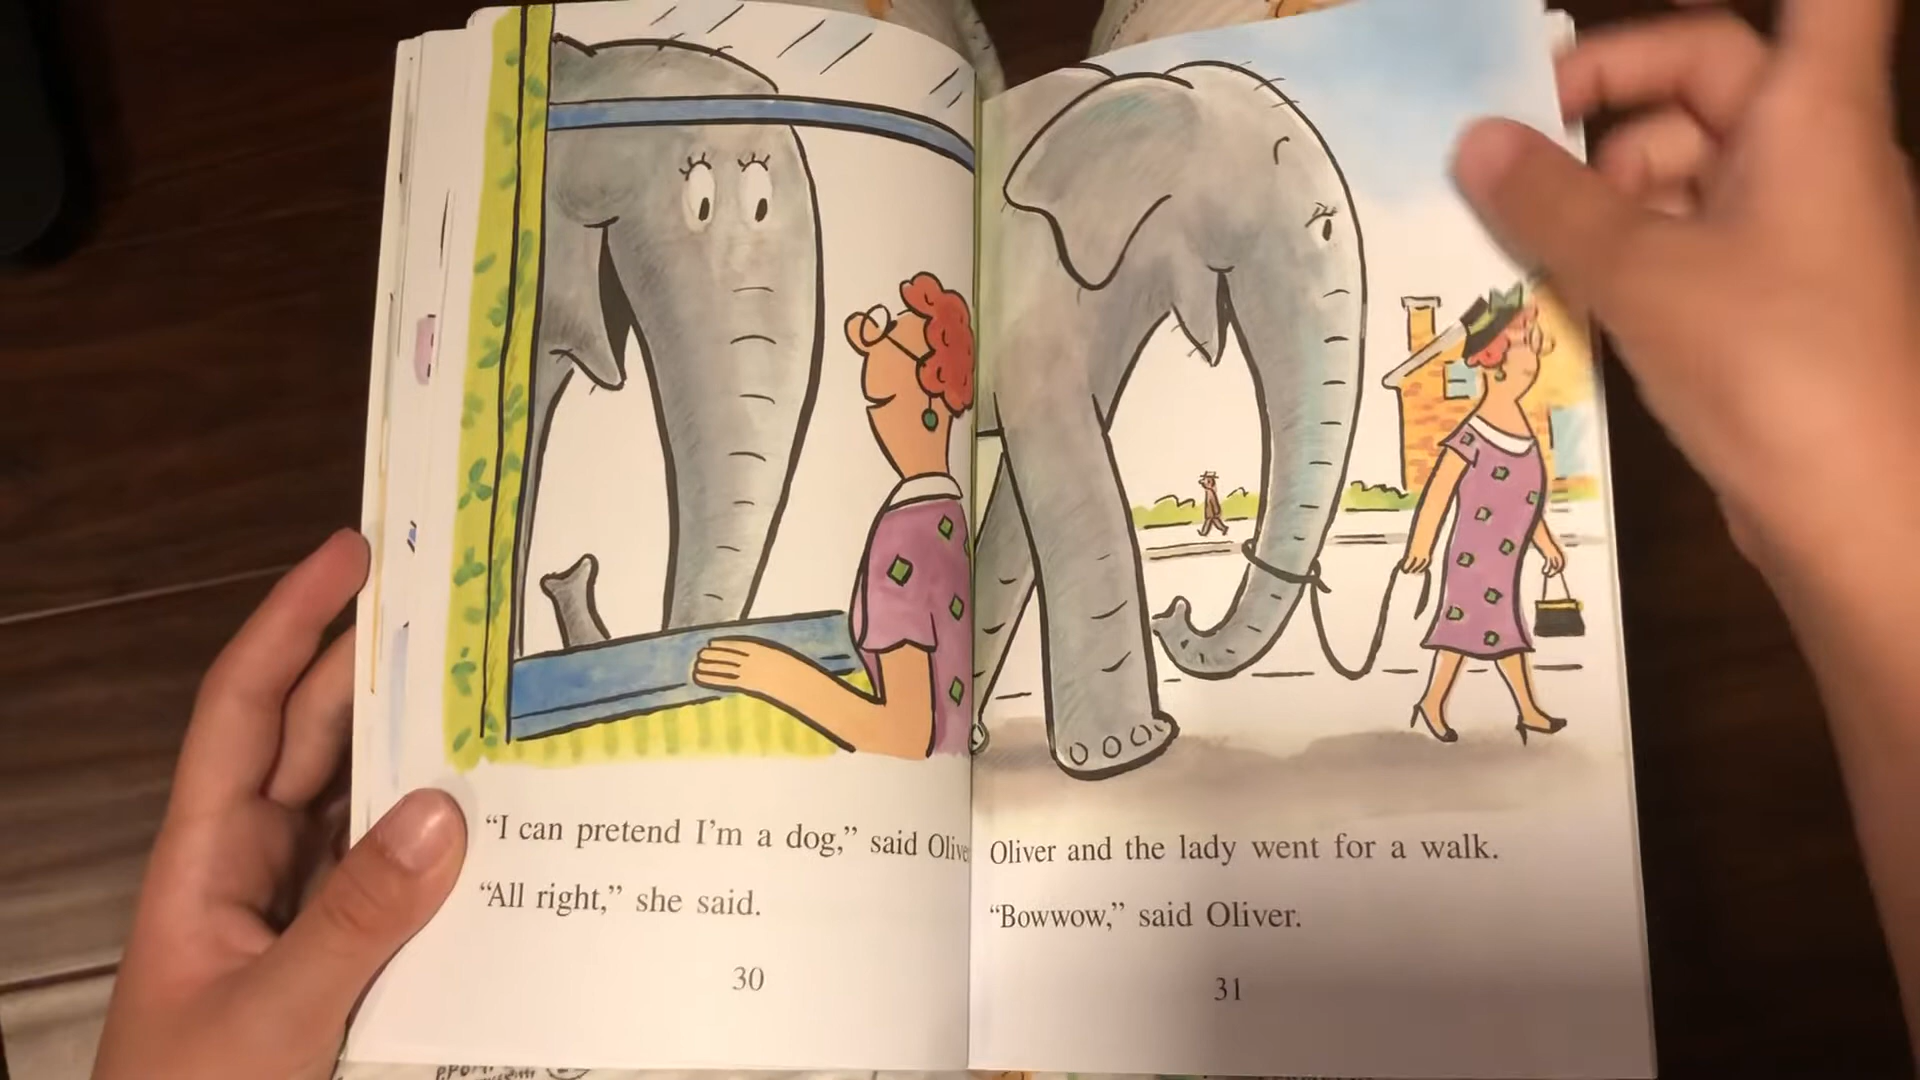 “I can pretend I’m a dog,” said Olive
“All right,” she said.
30
Oliver and the lady went for a walk.
“Bowwow,” said Oliver.
31